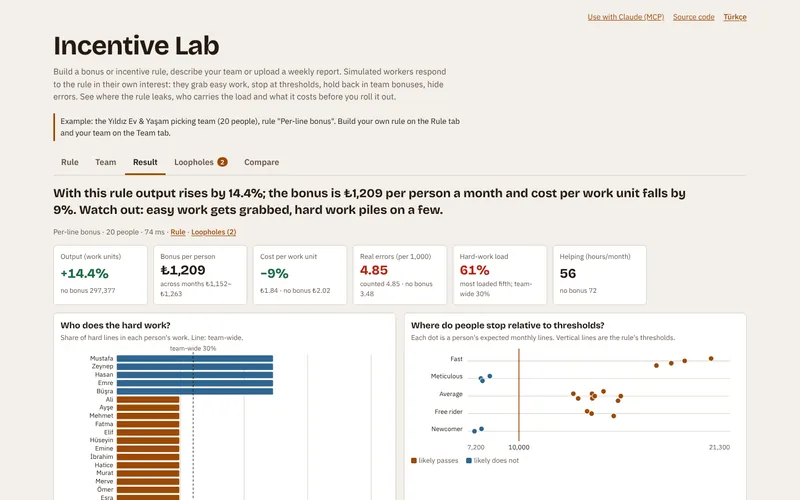 Use with Claude (MCP) Source code Türkçe
Incentive Lab
Build a bonus or incentive rule, describe your team or upload a weekly report. Simulated workers respond
to the rule in their own interest: they grab easy work, stop at thresholds, hold back in team bonuses, hide
errors. See where the rule leaks, who carries the load and what it costs before you roll it out.
Example: the Yıldız Ev & Yaşam picking team (20 people), rule "Per-line bonus". Build your own rule on the Rule tab
and your team on the Team tab.
Rule Team Result Loopholes 2 Compare
With this rule output rises by 14.4%; the bonus is ₺1,209 per person a month and cost per work unit falls by
9%. Watch out: easy work gets grabbed, hard work piles on a few.
Per-line bonus · 20 people · 74 ms · Rule · Loopholes (2)
Output (work units)
+14.4%
no bonus 297,377
Bonus per person
₺1,209
across months ₺1,152–
₺1,263
Cost per work unit
−9%
₺1.84 · no bonus ₺2.02
Real errors (per 1,000)
4.85
counted 4.85 · no bonus
3.48
Hard-work load
61%
most loaded fifth; team-
wide 30%
Helping (hours/month)
56
no bonus 72
Who does the hard work?
Share of hard lines in each person's work. Line: team-wide.
team-wide 30%
Mustafa
Zeynep
Hasan
Emre
Büşra
Ali
Ayşe
Mehmet
Fatma
Elif
Hüseyin
Emine
İbrahim
Hatice
Murat
Merve
Ömer
Esra
Where do people stop relative to thresholds?
Each dot is a person's expected monthly lines. Vertical lines are the rule's thresholds.
Fast
Meticulous
Average
Free rider
Newcomer
7,200 10,000 21,300
likely passes likely does not